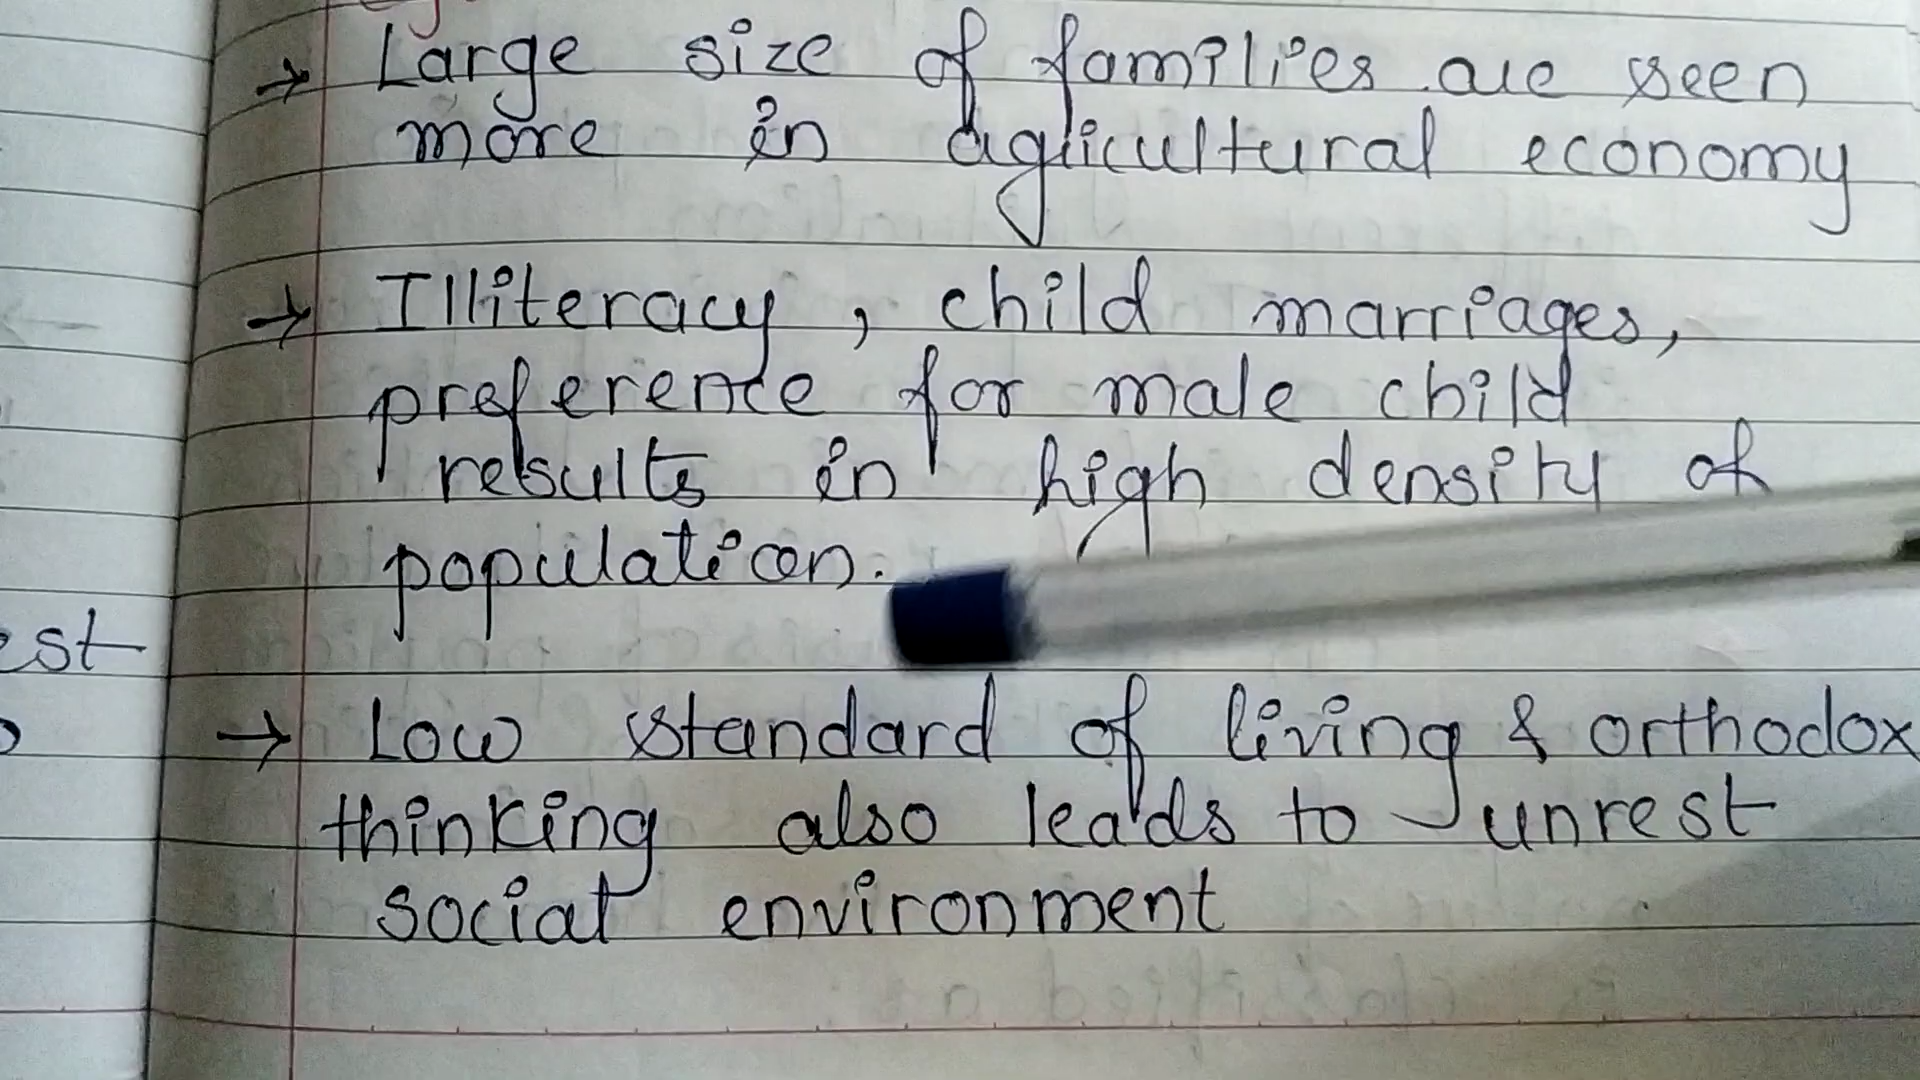 → Large size of families are seen
more in agricultural economy
→ Illiteracy, child marriages,
preference for male child
results in high density of
population.
est
→ Low standard of living & orthodox
thinking also leads to unrest
social environment